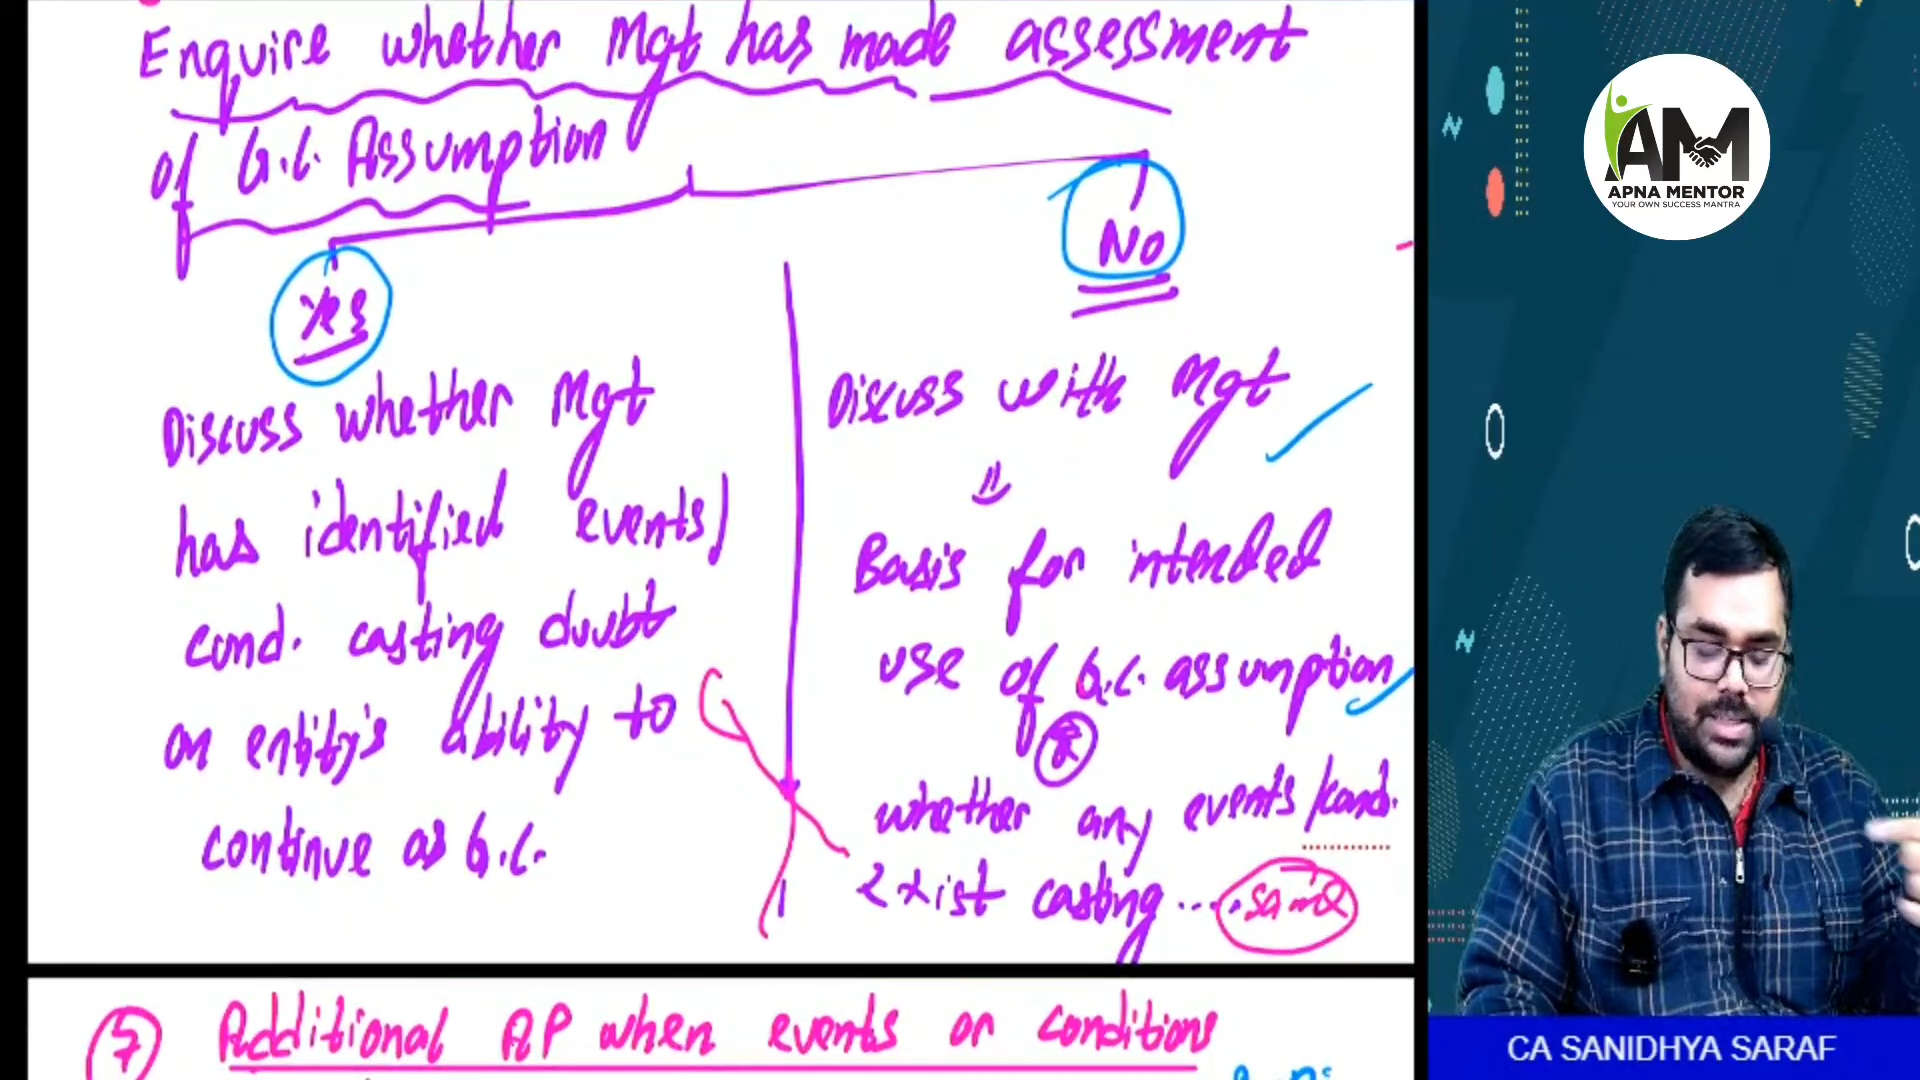 Enquire whether Mgt has made assessment
of G.C. Assumption
Yes
No
Discuss whether Mgt
has identified events/
cond. casting doubt
on entity's ability to
continue as G.C.
Discuss with Mgt
Basis for intended
use of G.C. assumption
&
whether any events/cond.
exist casting .... same
7 Additional AP when events or conditions
AM
APNA MENTOR
YOUR OWN SUCCESS MANTRA
CA SANIDHYA SARAF